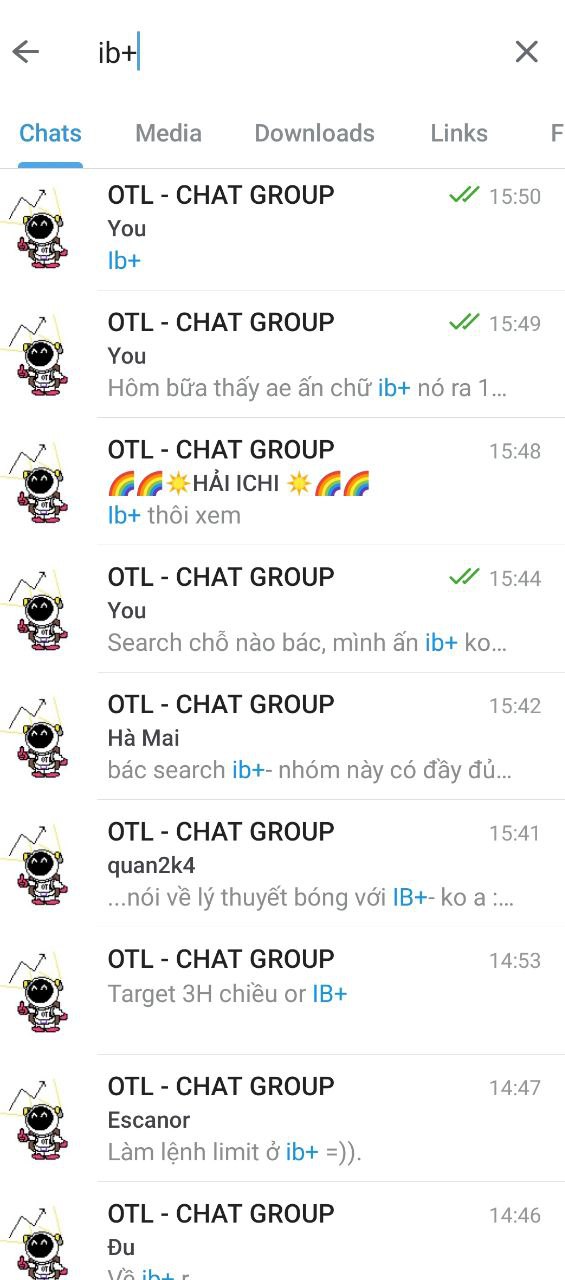 ib+
Chats Media Downloads Links F
OTL - CHAT GROUP 15:50
You
Ib+
OTL - CHAT GROUP 15:49
You
Hôm bữa thấy ae ấn chữ ib+ nó ra 1...
OTL - CHAT GROUP 15:48
🌈🌈☀️HẢI ICHI ☀️🌈🌈
Ib+ thôi xem
OTL - CHAT GROUP 15:44
You
Search chỗ nào bác, mình ấn ib+ ko...
OTL - CHAT GROUP 15:42
Hà Mai
bác search ib+- nhóm này có đầy đủ...
OTL - CHAT GROUP 15:41
quan2k4
...nói về lý thuyết bóng với IB+- ko a :...
OTL - CHAT GROUP 14:53
Target 3H chiều or IB+
OTL - CHAT GROUP 14:47
Escanor
Làm lệnh limit ở ib+ =)).
OTL - CHAT GROUP 14:46
Đu
Về ib+ r